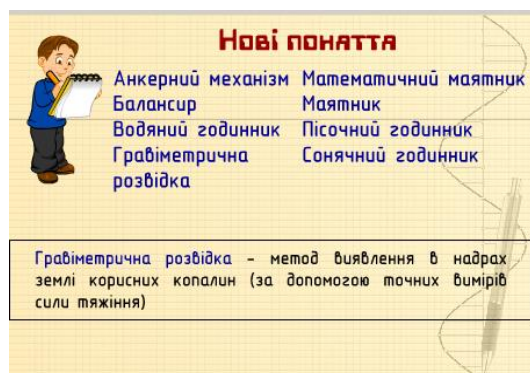 Нові поняття
Анкерний механізм
Балансир
Водяний годинник
Гравіметрична
розвідка
Математичний маятник
Маятник
Пісочний годинник
Сонячний годинник
Гравіметрична розвідка – метод виявлення в надрах
землі корисних копалин (за допомогою точних вимірів
сили тяжіння)